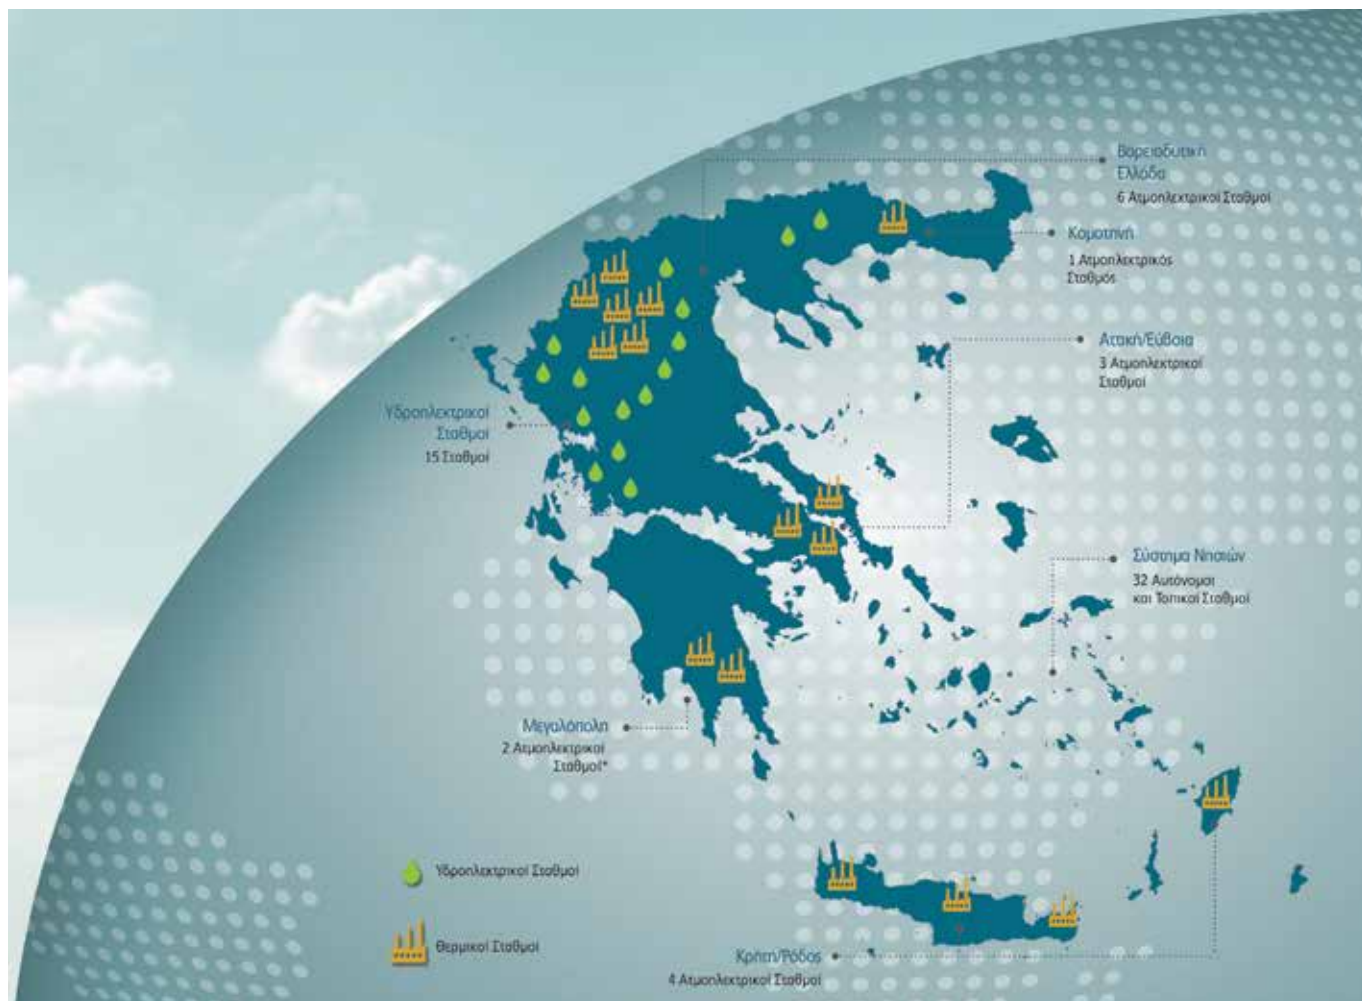 Βορειοδυτική
Ελλάδα
6 Ατμοηλεκτρικοί Σταθμοί
Κομοτηνή
1 Ατμοηλεκτρικός
Σταθμός
Ατική/Εύβοια
3 Ατμοηλεκτρικοί
Σταθμοί
Υδροηλεκτρικοί
Σταθμοί
15 Σταθμοί
Σύστημα Νησιών
32 Αυτόνομοι
και Τοπικοί Σταθμοί
Μεγαλόπολη
2 Ατμοηλεκτρικοί
Σταθμοί*
Υδροηλεκτρικοί Σταθμοί
Θερμικοί Σταθμοί
Κρήτη/Ρόδος
4 Ατμοηλεκτρικοί Σταθμοί